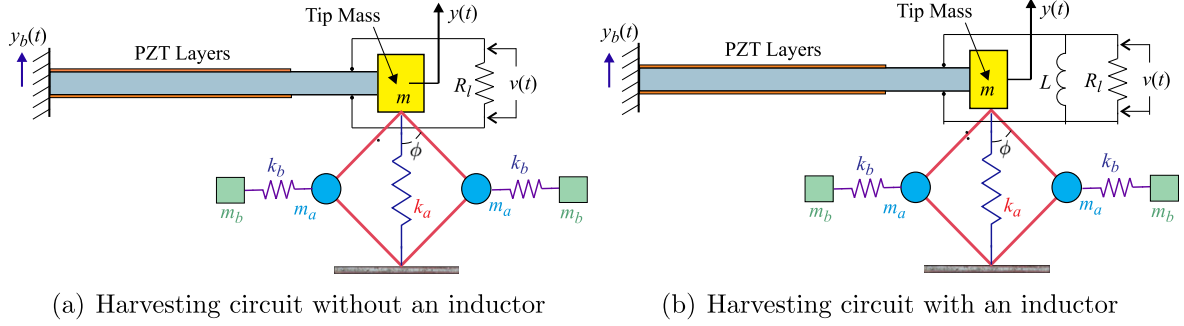 Tip Mass
y(t)
y_b(t)
PZT Layers
m
R_l
v(t)
ϕ
k_b
k_b
k_a
m_b
m_a
m_a
m_b
(a) Harvesting circuit without an inductor
Tip Mass
y(t)
y_b(t)
PZT Layers
m
L
R_l
v(t)
ϕ
k_b
k_b
k_a
m_b
m_a
m_a
m_b
(b) Harvesting circuit with an inductor